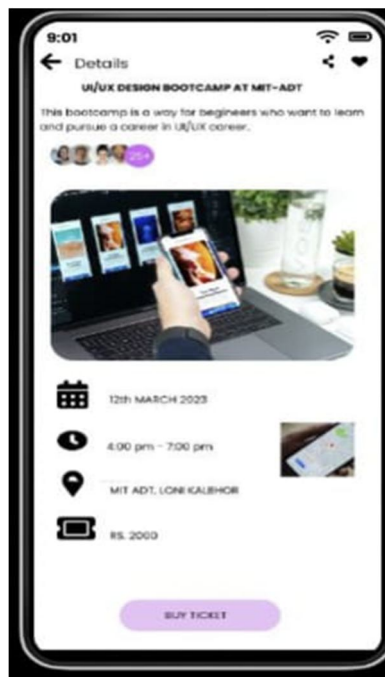 9:01
Details
UI/UX DESIGN BOOTCAMP AT MIT-ADT
This bootcamp is a way for begineers who want to learn
and pursue a career in UI/UX career.
25+
12th MARCH 2023
4:00 pm - 7:00 pm
MIT ADT, LONI KALBHOR
RS. 2000
BUY TICKET